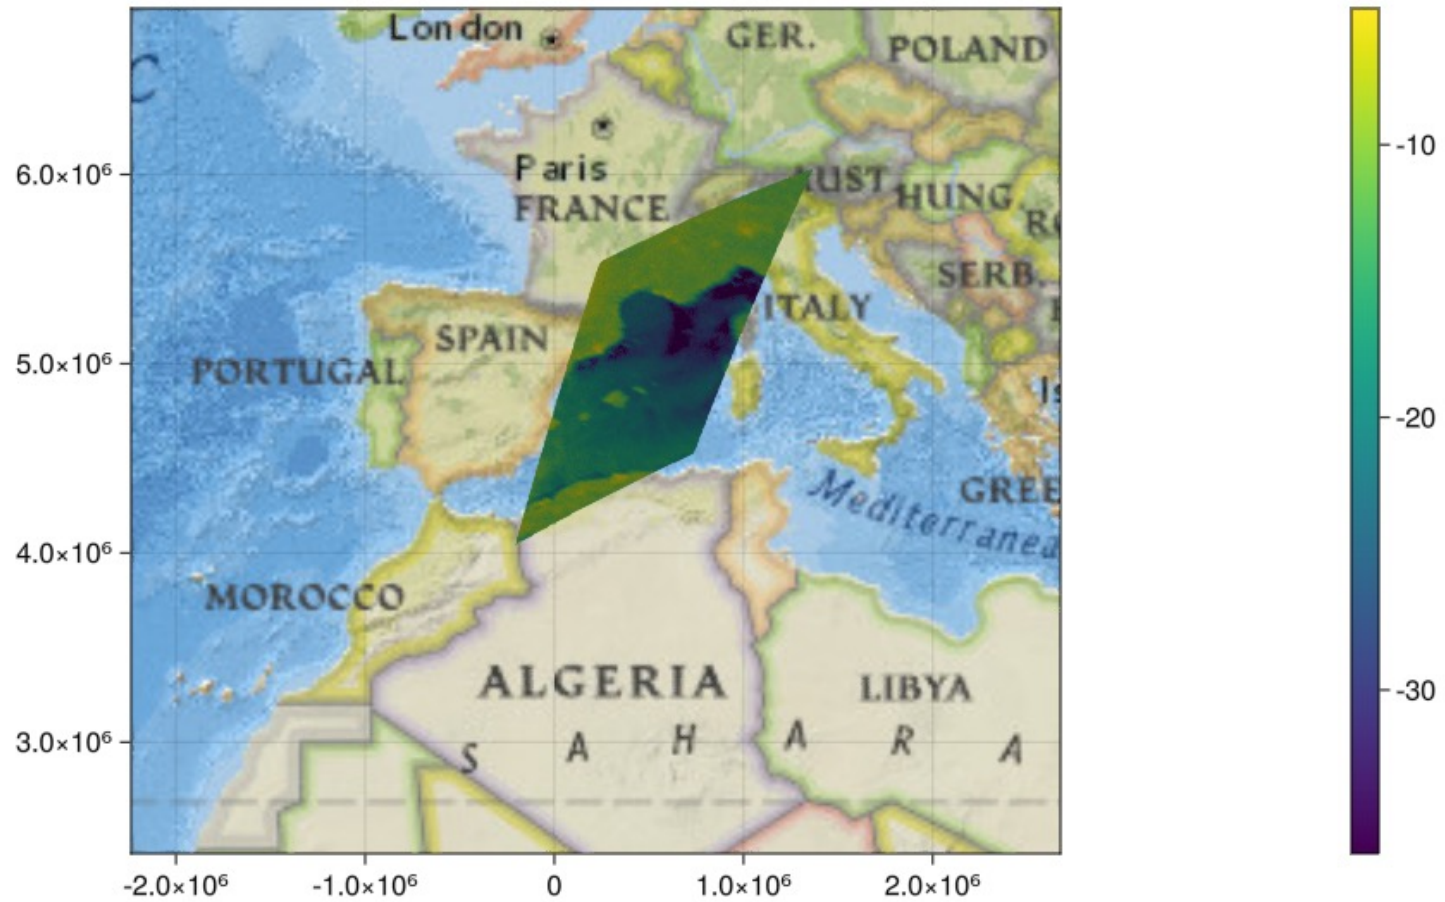 London
GER.
POLAND
C
Paris
FRANCE
AUST
HUNG.
SERB.
ITALY
SPAIN
PORTUGAL
Is
GREE
Mediterranea
MOROCCO
ALGERIA
LIBYA
S A H A R A
6.0×10⁶
5.0×10⁶
4.0×10⁶
3.0×10⁶
-2.0×10⁶ -1.0×10⁶ 0 1.0×10⁶ 2.0×10⁶
-10
-20
-30